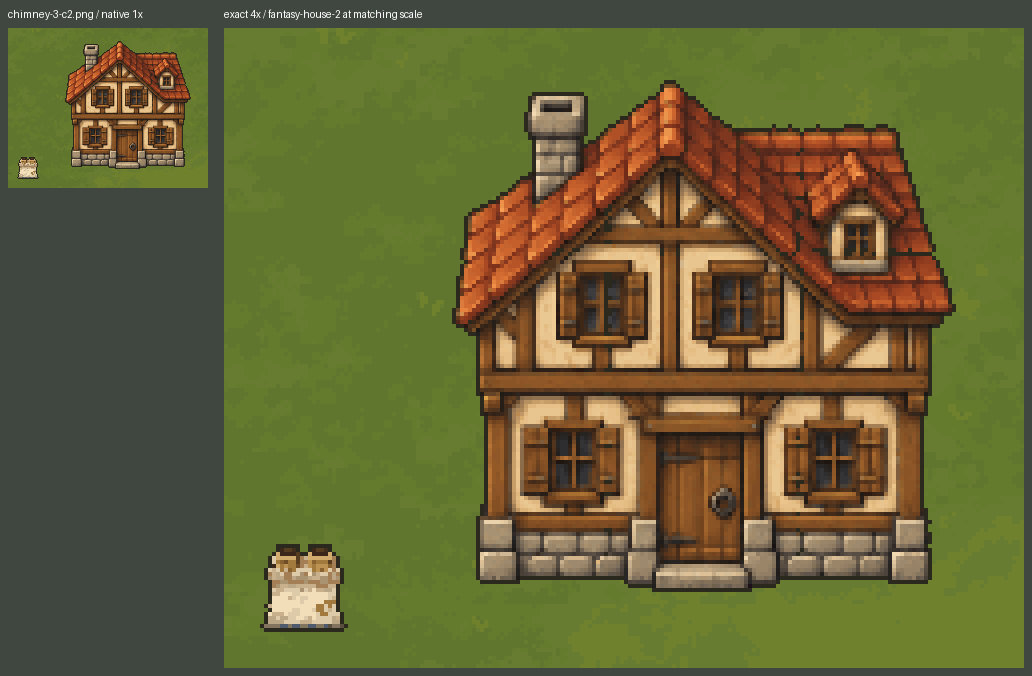 chimney-3-c2.png / native 1x
exact 4x / fantasy-house-2 at matching scale